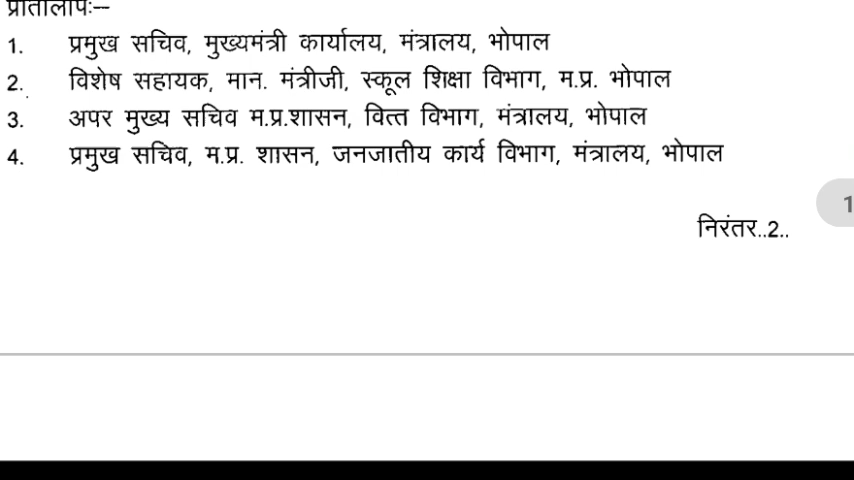 प्रतिलिपिः—
1. प्रमुख सचिव, मुख्यमंत्री कार्यालय, मंत्रालय, भोपाल
2. विशेष सहायक, मान. मंत्रीजी, स्कूल शिक्षा विभाग, म.प्र. भोपाल
3. अपर मुख्य सचिव म.प्र.शासन, वित्त विभाग, मंत्रालय, भोपाल
4. प्रमुख सचिव, म.प्र. शासन, जनजातीय कार्य विभाग, मंत्रालय, भोपाल
1
निरंतर..2..